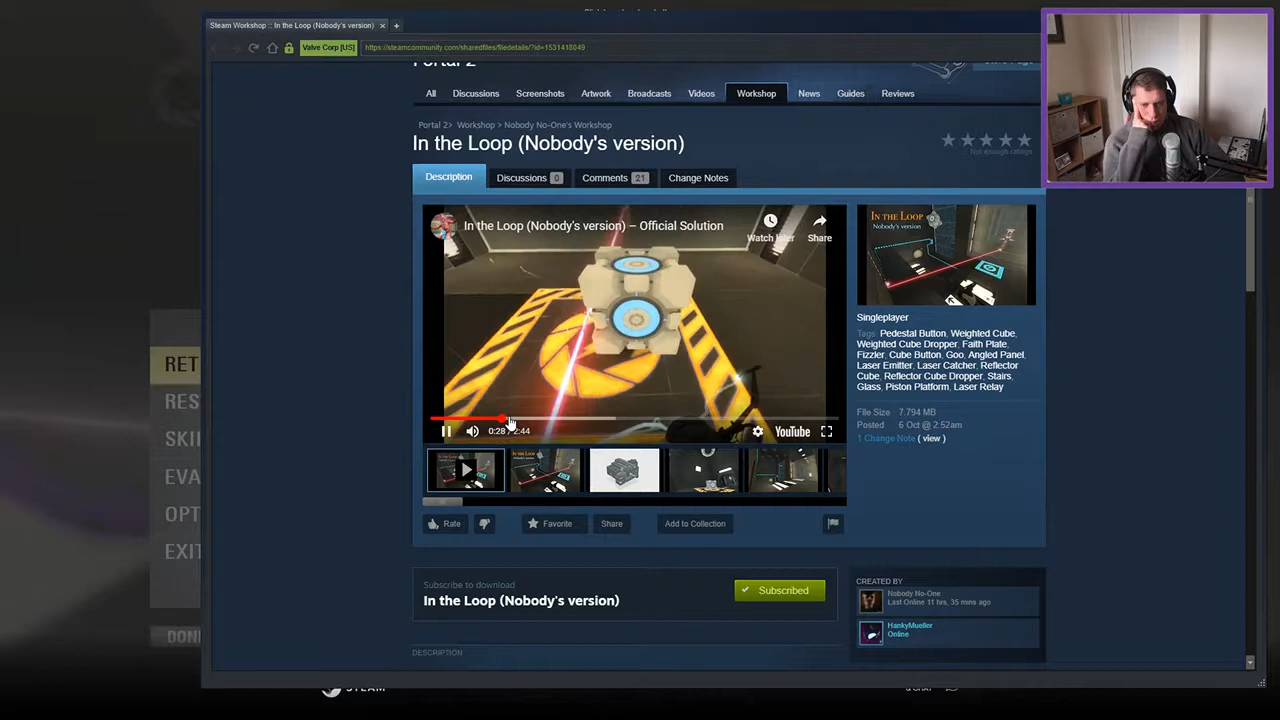 Steam Workshop :: In the Loop (Nobody's version)
Valve Corp [US]
https://steamcommunity.com/sharedfiles/filedetails/?id=1531418049
Portal 2
All
Discussions
Screenshots
Artwork
Broadcasts
Videos
Workshop
News
Guides
Reviews
Portal 2> Workshop > Nobody No-One's Workshop
In the Loop (Nobody's version)
Not enough ratings
Description
Discussions 0
Comments 21
Change Notes
In the Loop (Nobody's version) – Official Solution
Watch later
Share
0:28 / 2:44
YouTube
IN THE LOOP
Nobody's version
Singleplayer
Tags: Pedestal Button, Weighted Cube,
Weighted Cube Dropper, Faith Plate,
Fizzler, Cube Button, Goo, Angled Panel,
Laser Emitter, Laser Catcher, Reflector
Cube, Reflector Cube Dropper, Stairs,
Glass, Piston Platform, Laser Relay
File Size 7.794 MB
Posted 6 Oct @ 2:52am
1 Change Note ( view )
Rate
Favorite
Share
Add to Collection
Subscribe to download
In the Loop (Nobody's version)
Subscribed
CREATED BY
Nobody No-One
Last Online 11 hrs, 35 mins ago
HankyMueller
Online
DESCRIPTION
RET
RES
SKI
EVA
OPT
EXIT
DON
STEAM
& CHAT